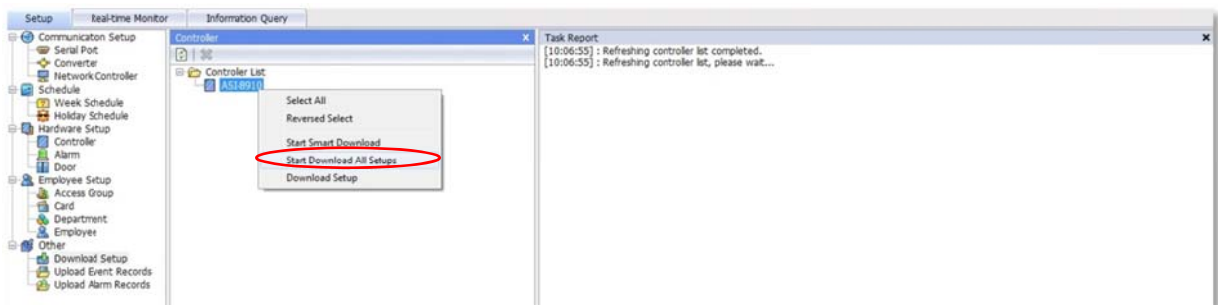 Setup Real-time Monitor Information Query
Communicaton Setup
Serial Port
Converter
Network Controller
Schedule
Week Schedule
Holiday Schedule
Hardware Setup
Controller
Alarm
Door
Employee Setup
Access Group
Card
Department
Employee
Other
Download Setup
Upload Event Records
Upload Alarm Records
Controller x
Controler List
AS18910
Select All
Reversed Select
Start Smart Download
Start Download All Setups
Download Setup
Task Report x
[10:06:55] : Refreshing controller list completed.
[10:06:55] : Refreshing controller list, please wait...